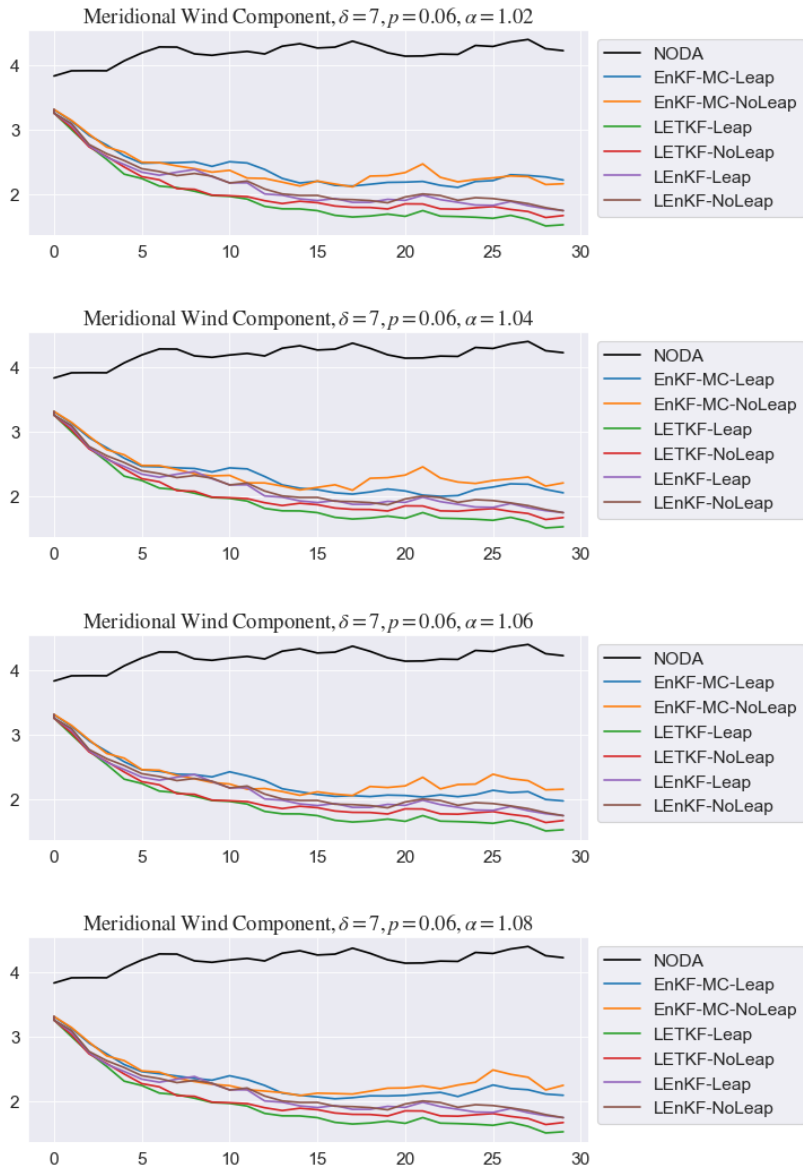 Meridional Wind Component, δ = 7, p = 0.06, α = 1.02
4
3
2
0 5 10 15 20 25 30
NODA
EnKF-MC-Leap
EnKF-MC-NoLeap
LETKF-Leap
LETKF-NoLeap
LEnKF-Leap
LEnKF-NoLeap
Meridional Wind Component, δ = 7, p = 0.06, α = 1.04
4
3
2
0 5 10 15 20 25 30
NODA
EnKF-MC-Leap
EnKF-MC-NoLeap
LETKF-Leap
LETKF-NoLeap
LEnKF-Leap
LEnKF-NoLeap
Meridional Wind Component, δ = 7, p = 0.06, α = 1.06
4
3
2
0 5 10 15 20 25 30
NODA
EnKF-MC-Leap
EnKF-MC-NoLeap
LETKF-Leap
LETKF-NoLeap
LEnKF-Leap
LEnKF-NoLeap
Meridional Wind Component, δ = 7, p = 0.06, α = 1.08
4
3
2
0 5 10 15 20 25 30
NODA
EnKF-MC-Leap
EnKF-MC-NoLeap
LETKF-Leap
LETKF-NoLeap
LEnKF-Leap
LEnKF-NoLeap